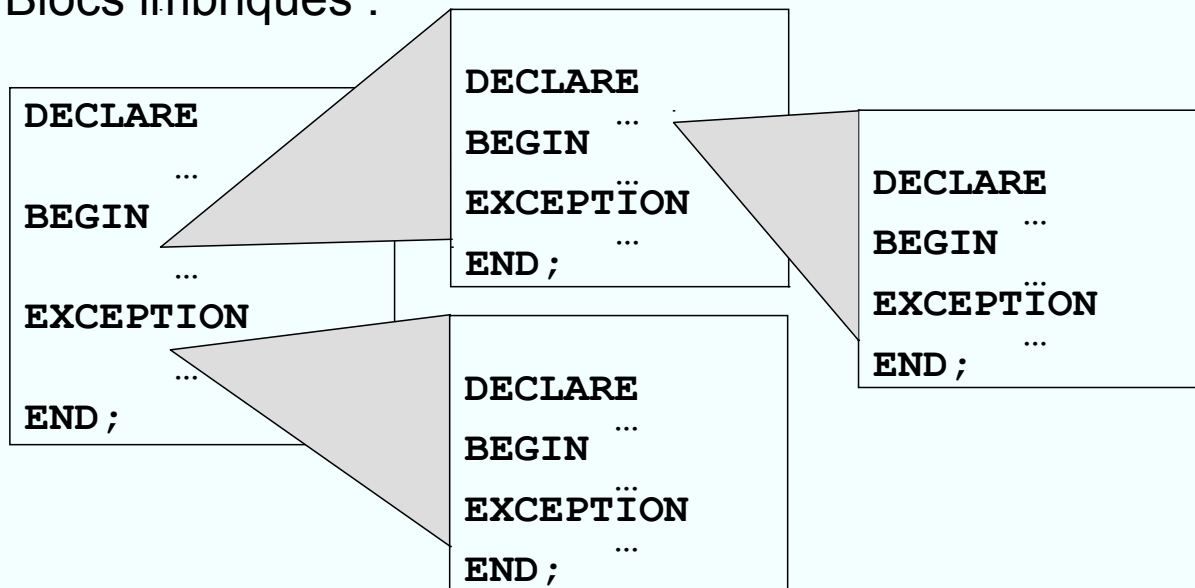 Blocs imbriqués :
DECLARE
…
BEGIN
…
EXCEPTION
…
END;
DECLARE
…
BEGIN
…
EXCEPTION
…
END;
DECLARE
…
BEGIN
…
EXCEPTION
…
END;
DECLARE
…
BEGIN
…
EXCEPTION
…
END;